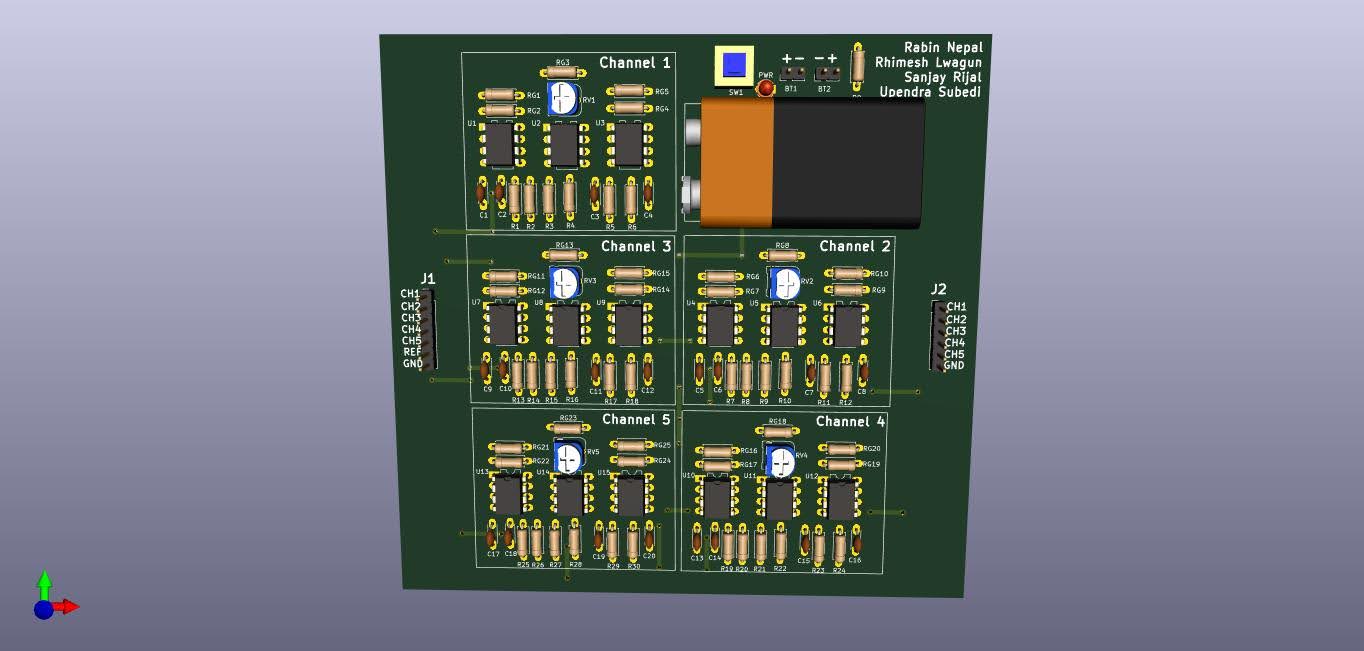 Rabin Nepal
Rhimesh Lwagun
Sanjay Rijal
Upendra Subedi
+- -+
PWR
SW1 BT1 BT2
Channel 1
RG3
RG1 RV1 RG5
RG2 RG4
U1 U2 U3
C1 C2 R1 R2 R3 R4 C3 R5 R6 C4
Channel 3
RG13
RG11 RV3 RG15
RG12 RG14
U7 U8 U9
C9 C10 R13 R14 R15 R16 C11 R17 R18 C12
Channel 2
RG8
RG6 RV2 RG10
RG7 RG9
U4 U5 U6
C5 C6 R7 R8 R9 R10 C7 R11 R12 C8
J1
CH1
CH2
CH3
CH4
CH5
REF
GND
J2
CH1
CH2
CH3
CH4
CH5
GND
Channel 5
RG23
RG21 RV5 RG25
RG22 RG24
U13 U14 U15
C17 C18 R25 R26 R27 R28 C19 R29 R30 C20
Channel 4
RG18
RG16 RV4 RG20
RG17 RG19
U10 U11 U12
C13 C14 R19 R20 R21 R22 C15 R23 R24 C16